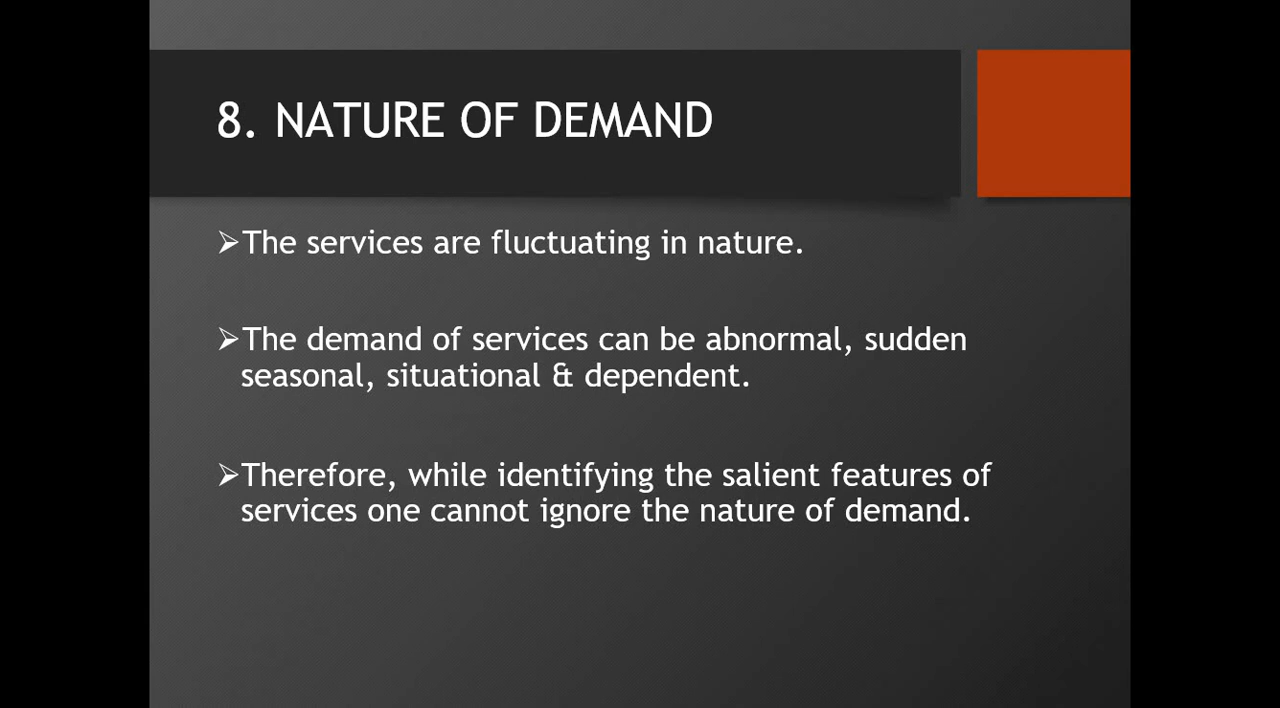 8. NATURE OF DEMAND
➢The services are fluctuating in nature.
➢The demand of services can be abnormal, sudden
seasonal, situational & dependent.
➢Therefore, while identifying the salient features of
services one cannot ignore the nature of demand.